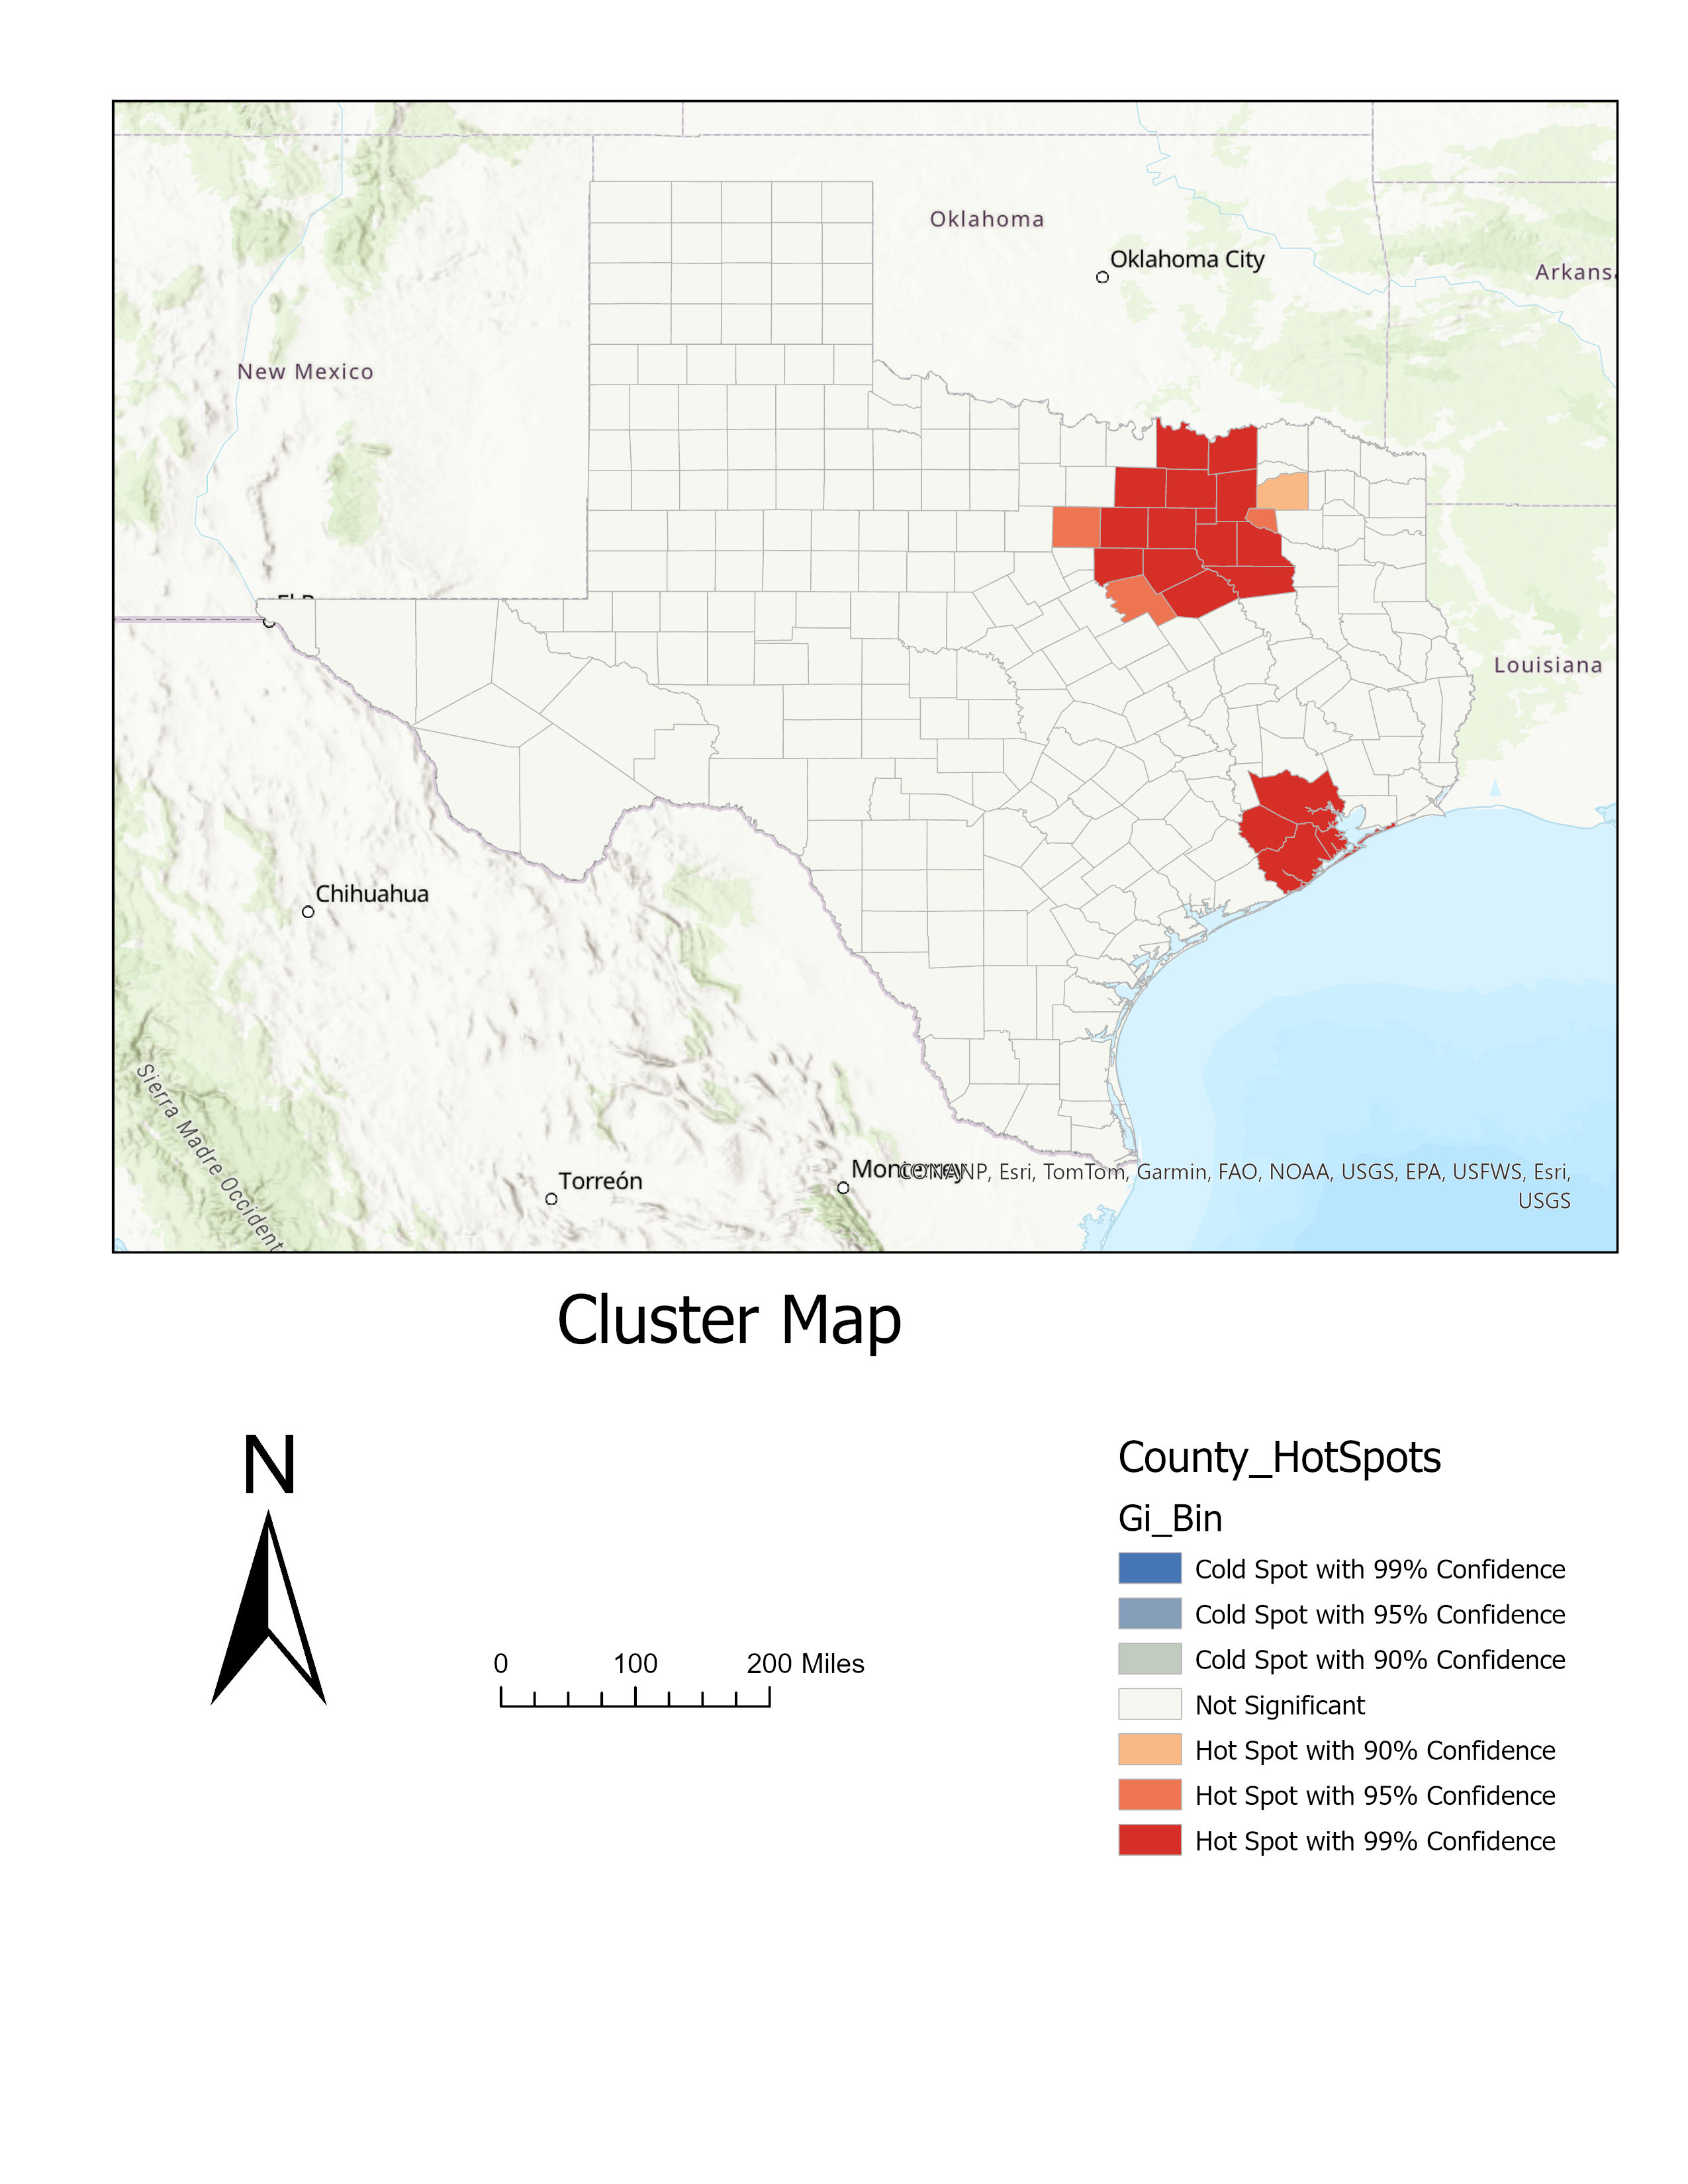 Oklahoma
Oklahoma City
Arkansa
New Mexico
El P
Louisiana
Chihuahua
Sierra Madre Occident
Torreón
Monterrey
CONANP, Esri, TomTom, Garmin, FAO, NOAA, USGS, EPA, USFWS, Esri,
USGS
Cluster Map
N
County_HotSpots
Gi_Bin
Cold Spot with 99% Confidence
Cold Spot with 95% Confidence
Cold Spot with 90% Confidence
0 100 200 Miles
Not Significant
Hot Spot with 90% Confidence
Hot Spot with 95% Confidence
Hot Spot with 99% Confidence